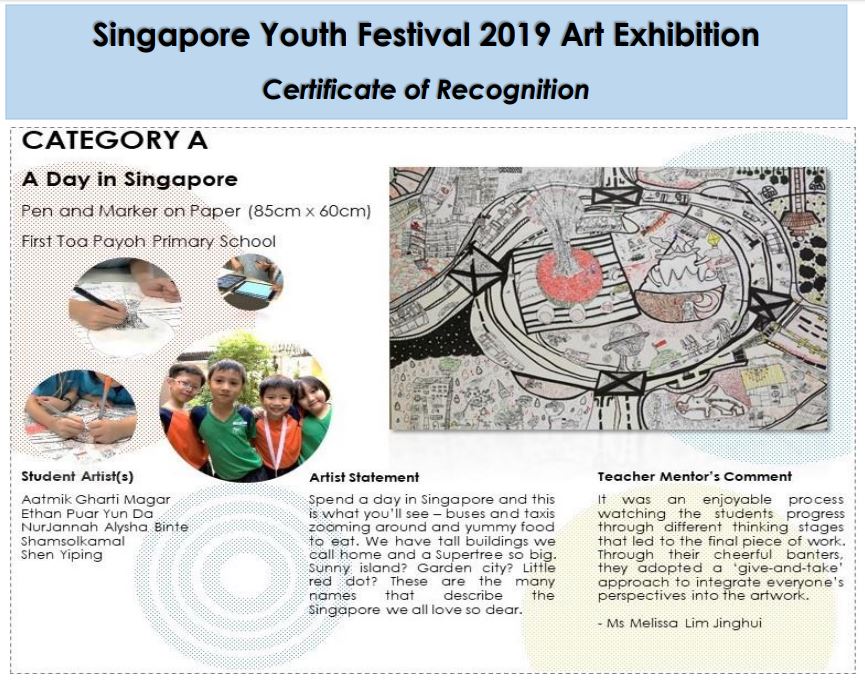 Singapore Youth Festival 2019 Art Exhibition
Certificate of Recognition
CATEGORY A
A Day in Singapore
Pen and Marker on Paper (85cm x 60cm)
First Toa Payoh Primary School
Student Artist(s)
Aatmik Gharti Magar
Ethan Puar Yun Da
NurJannah Alysha Binte
Shamsolkamal
Shen Yiping
Artist Statement
Spend a day in Singapore and this
is what you'll see – buses and taxis
zooming around and yummy food
to eat. We have tall buildings we
call home and a Supertree so big.
Sunny island? Garden city? Little
red dot? These are the many
names that describe the
Singapore we all love so dear.
Teacher Mentor's Comment
It was an enjoyable process
watching the students progress
through different thinking stages
that led to the final piece of work.
Through their cheerful banters,
they adopted a 'give-and-take'
approach to integrate everyone's
perspectives into the artwork.
- Ms Melissa Lim Jinghui